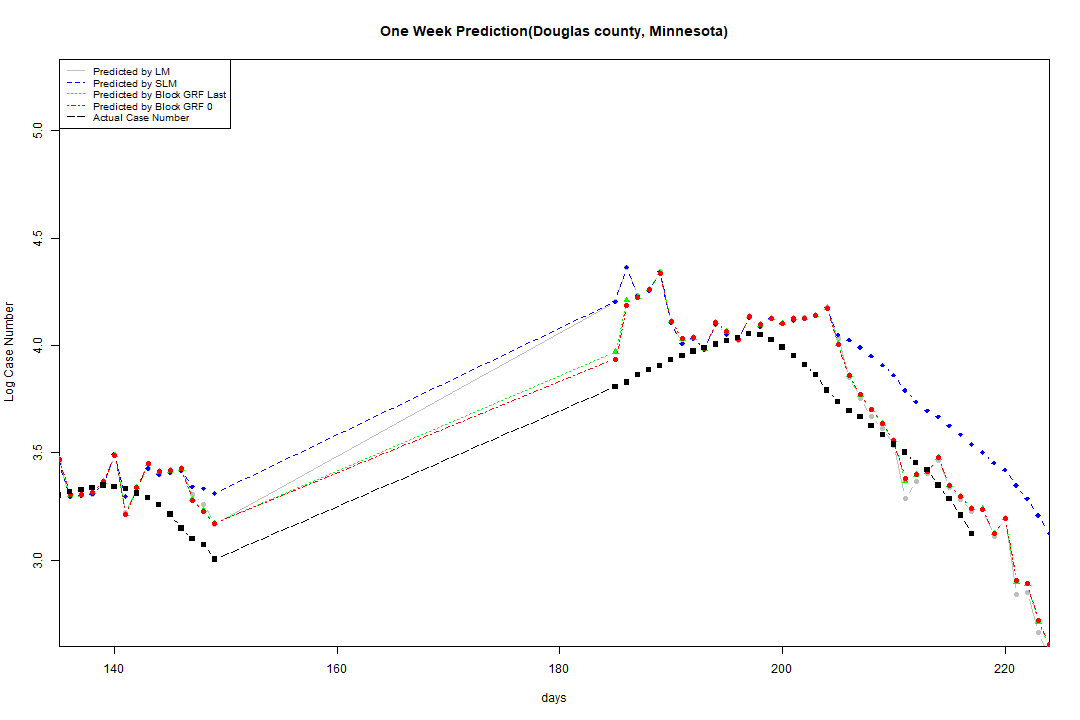 One Week Prediction(Douglas county, Minnesota)
Predicted by LM
Predicted by SLM
Predicted by Block GRF Last
Predicted by Block GRF 0
Actual Case Number
5.0
4.5
4.0
3.5
3.0
Log Case Number
140 160 180 200 220
days